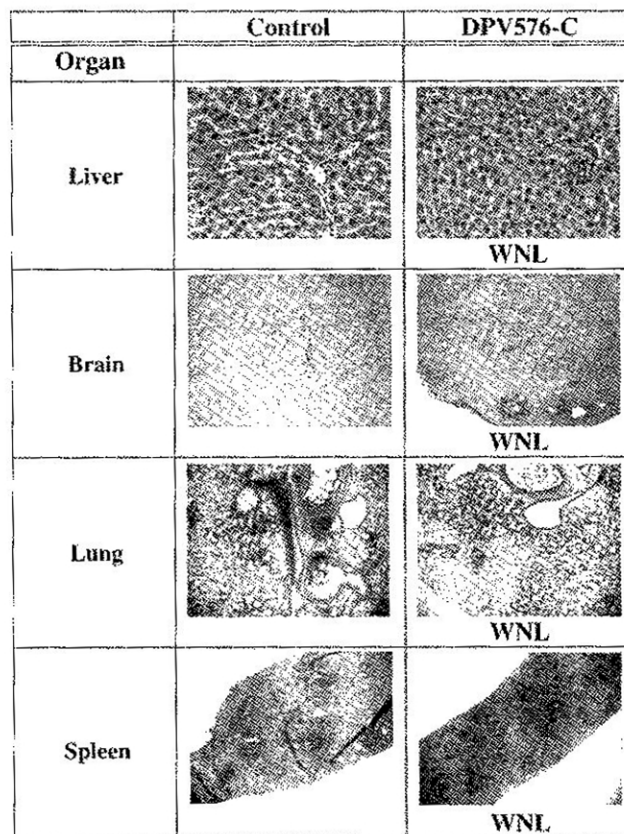 Control DPV576-C
Organ
Liver
WNL
Brain
WNL
Lung
WNL
Spleen
WNL